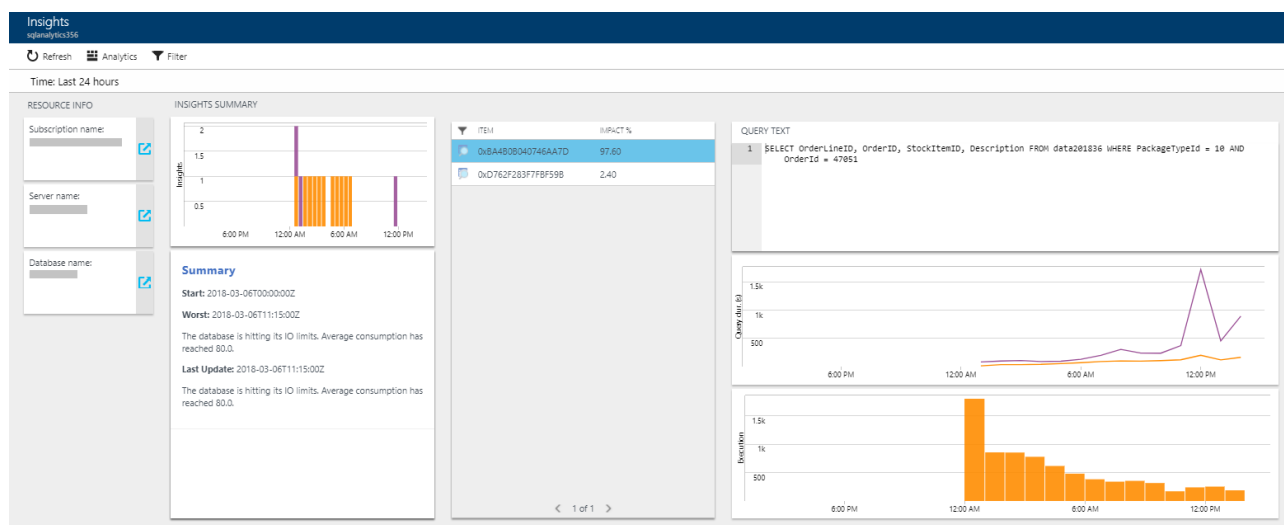 Insights
sqlanalytics356
Refresh Analytics Filter
Time: Last 24 hours
RESOURCE INFO
Subscription name:
Server name:
Database name:
INSIGHTS SUMMARY
Insights
2
1.5
1
0.5
6:00 PM 12:00 AM 6:00 AM 12:00 PM
Summary
Start: 2018-03-06T00:00:00Z
Worst: 2018-03-06T11:15:00Z
The database is hitting its IO limits. Average consumption has
reached 80.0.
Last Update: 2018-03-06T11:15:00Z
The database is hitting its IO limits. Average consumption has
reached 80.0.
ITEM IMPACT %
0xBA4B08040746AA7D 97.60
0xD762F283F7FBF59B 2.40
1 of 1
QUERY TEXT
1 SELECT OrderLineID, OrderID, StockItemID, Description FROM data201836 WHERE PackageTypeId = 10 AND
OrderId = 47051
Query dur. (s)
1.5k
1k
500
6:00 PM 12:00 AM 6:00 AM 12:00 PM
Execution
1.5k
1k
500
6:00 PM 12:00 AM 6:00 AM 12:00 PM